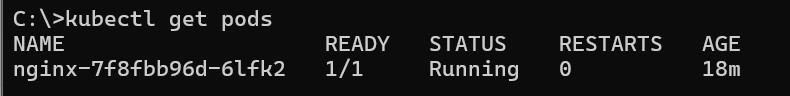 C:\>kubectl get pods
NAME READY STATUS RESTARTS AGE
nginx-7f8fbb96d-6lfk2 1/1 Running 0 18m